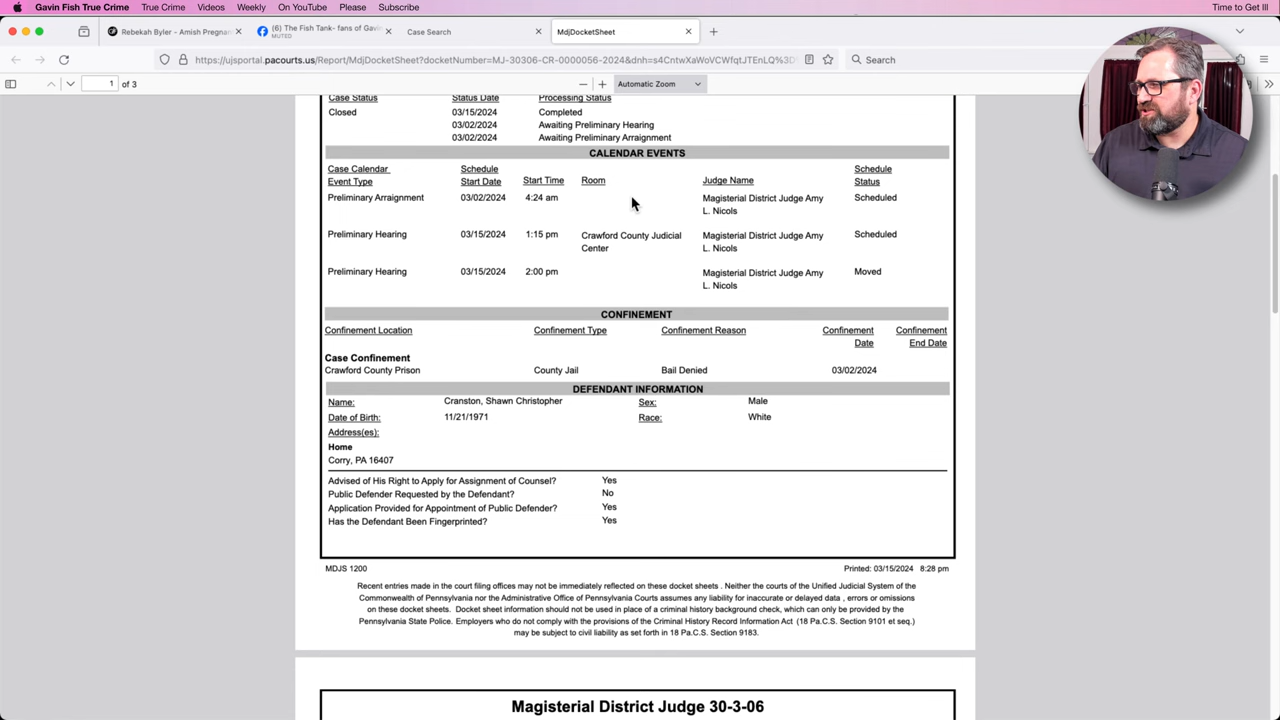 Gavin Fish True Crime True Crime Videos Weekly On YouTube Please Subscribe Time to Get Ill
Rebekah Byler - Amish Pregnan
(6) The Fish Tank- fans of Gavin
MUTED
Case Search
MdjDocketSheet
https://ujsportal.pacourts.us/Report/MdjDocketSheet?docketNumber=MJ-30306-CR-0000056-2024&dnh=s4CntwXaWoVCWfqtJTEnLQ%3D
Search
1 of 3
Automatic Zoom
Case Status Status Date Processing Status
Closed 03/15/2024 Completed
03/02/2024 Awaiting Preliminary Hearing
03/02/2024 Awaiting Preliminary Arraignment
CALENDAR EVENTS
Case Calendar Schedule Schedule
Event Type Start Date Start Time Room Judge Name Status
Preliminary Arraignment 03/02/2024 4:24 am Magisterial District Judge Amy Scheduled
L. Nicols
Preliminary Hearing 03/15/2024 1:15 pm Crawford County Judicial Magisterial District Judge Amy Scheduled
Center L. Nicols
Preliminary Hearing 03/15/2024 2:00 pm Magisterial District Judge Amy Moved
L. Nicols
CONFINEMENT
Confinement Location Confinement Type Confinement Reason Confinement Confinement
Date End Date
Case Confinement
Crawford County Prison County Jail Bail Denied 03/02/2024
DEFENDANT INFORMATION
Name: Cranston, Shawn Christopher Sex: Male
Date of Birth: 11/21/1971 Race: White
Address(es):
Home
Corry, PA 16407
Advised of His Right to Apply for Assignment of Counsel? Yes
Public Defender Requested by the Defendant? No
Application Provided for Appointment of Public Defender? Yes
Has the Defendant Been Fingerprinted? Yes
MDJS 1200 Printed: 03/15/2024 8:28 pm
Recent entries made in the court filing offices may not be immediately reflected on these docket sheets . Neither the courts of the Unified Judicial System of the
Commonwealth of Pennsylvania nor the Administrative Office of Pennsylvania Courts assumes any liability for inaccurate or delayed data , errors or omissions
on these docket sheets. Docket sheet information should not be used in place of a criminal history background check, which can only be provided by the
Pennsylvania State Police. Employers who do not comply with the provisions of the Criminal History Record Information Act (18 Pa.C.S. Section 9101 et seq.)
may be subject to civil liability as set forth in 18 Pa.C.S. Section 9183.
Magisterial District Judge 30-3-06